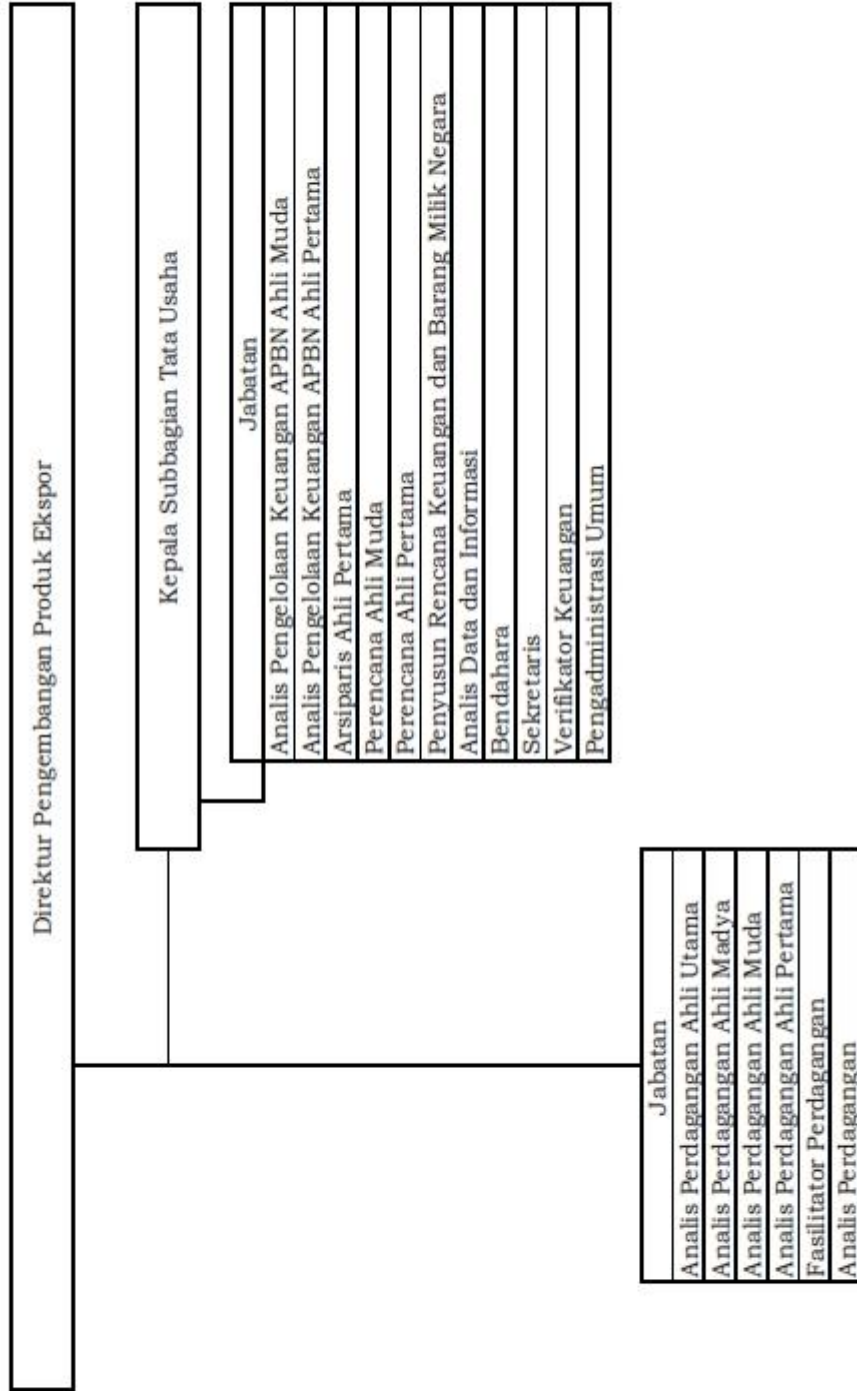 Direktur Pengembangan Produk Ekspor
Kepala Subbagian Tata Usaha
Jabatan
Analis Pengelolaan Keuangan APBN Ahli Muda
Analis Pengelolaan Keuangan APBN Ahli Pertama
Arsiparis Ahli Pertama
Perencana Ahli Muda
Perencana Ahli Pertama
Penyusun Rencana Keuangan dan Barang Milik Negara
Analis Data dan Informasi
Bendahara
Sekretaris
Verifikator Keuangan
Pengadministrasi Umum
Jabatan
Analis Perdagangan Ahli Utama
Analis Perdagangan Ahli Madya
Analis Perdagangan Ahli Muda
Analis Perdagangan Ahli Pertama
Fasilitator Perdagangan
Analis Perdagangan